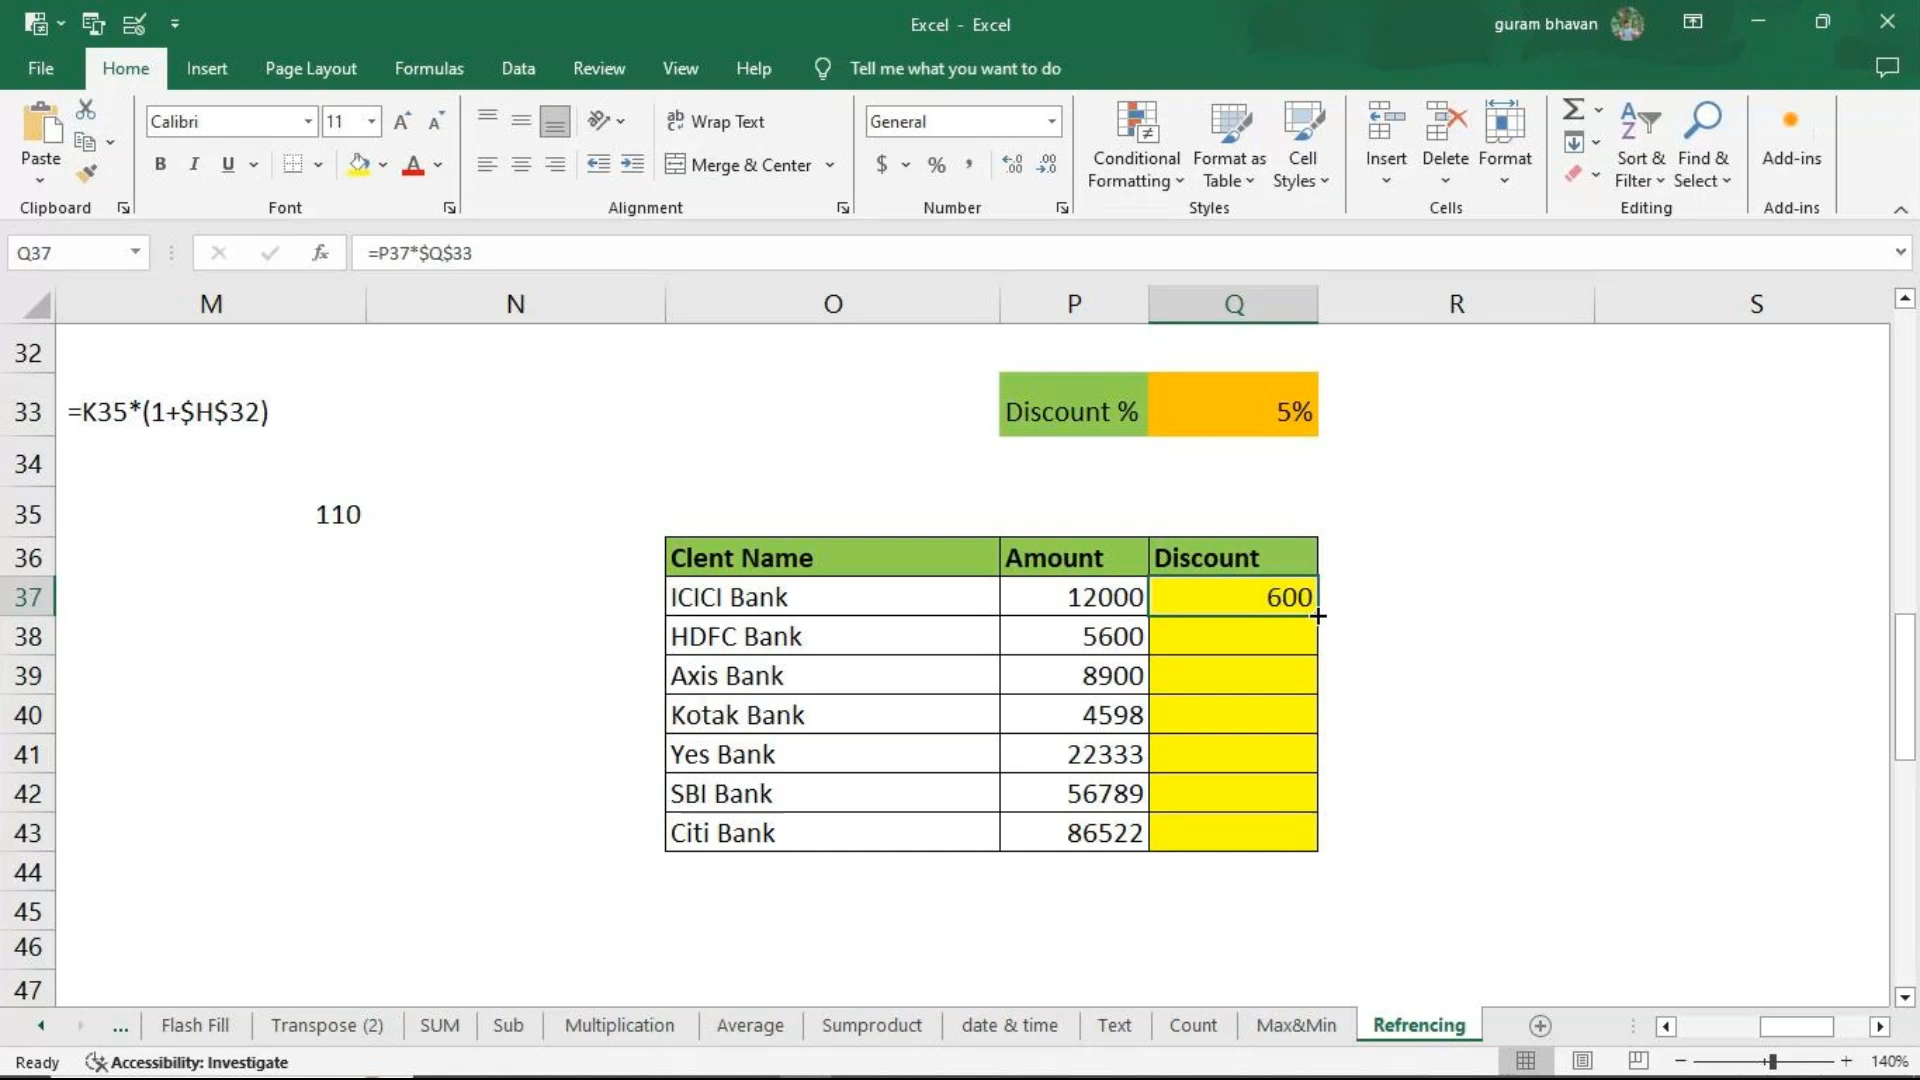 Excel - Excel
guram bhavan
File Home Insert Page Layout Formulas Data Review View Help Tell me what you want to do
Paste
Clipboard
Calibri 11
B I U A
Font
ab Wrap Text
Merge & Center
Alignment
General
$ % ,
Number
Conditional Formatting
Format as Table
Cell Styles
Styles
Insert Delete Format
Cells
Sort & Filter
Find & Select
Editing
Add-ins
Add-ins
Q37 fx =P37*$Q$33
M N O P Q R S
32
33 =K35*(1+$H$32) Discount % 5%
34
35 110
36 Clent Name Amount Discount
37 ICICI Bank 12000 600
38 HDFC Bank 5600
39 Axis Bank 8900
40 Kotak Bank 4598
41 Yes Bank 22333
42 SBI Bank 56789
43 Citi Bank 86522
44
45
46
47
... Flash Fill Transpose (2) SUM Sub Multiplication Average Sumproduct date & time Text Count Max&Min Refrencing
Ready Accessibility: Investigate 140%